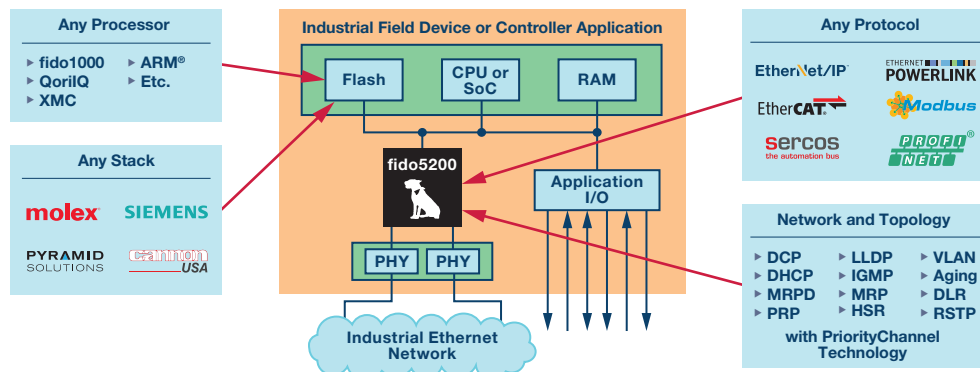 Any Processor
fido1000
QorilQ
XMC
ARM®
Etc.
Any Stack
molex®
SIEMENS
PYRAMID
SOLUTIONS
cannon
USA
Industrial Field Device or Controller Application
Flash
CPU or
SoC
RAM
fido5200
Application
I/O
PHY
PHY
Industrial Ethernet
Network
Any Protocol
EtherNet/IP
ETHERNET
POWERLINK
EtherCAT®
Modbus
sercos
the automation bus
PROFI
NET®
Network and Topology
DCP
DHCP
MRPD
PRP
LLDP
IGMP
MRP
HSR
VLAN
Aging
DLR
RSTP
with PriorityChannel
Technology